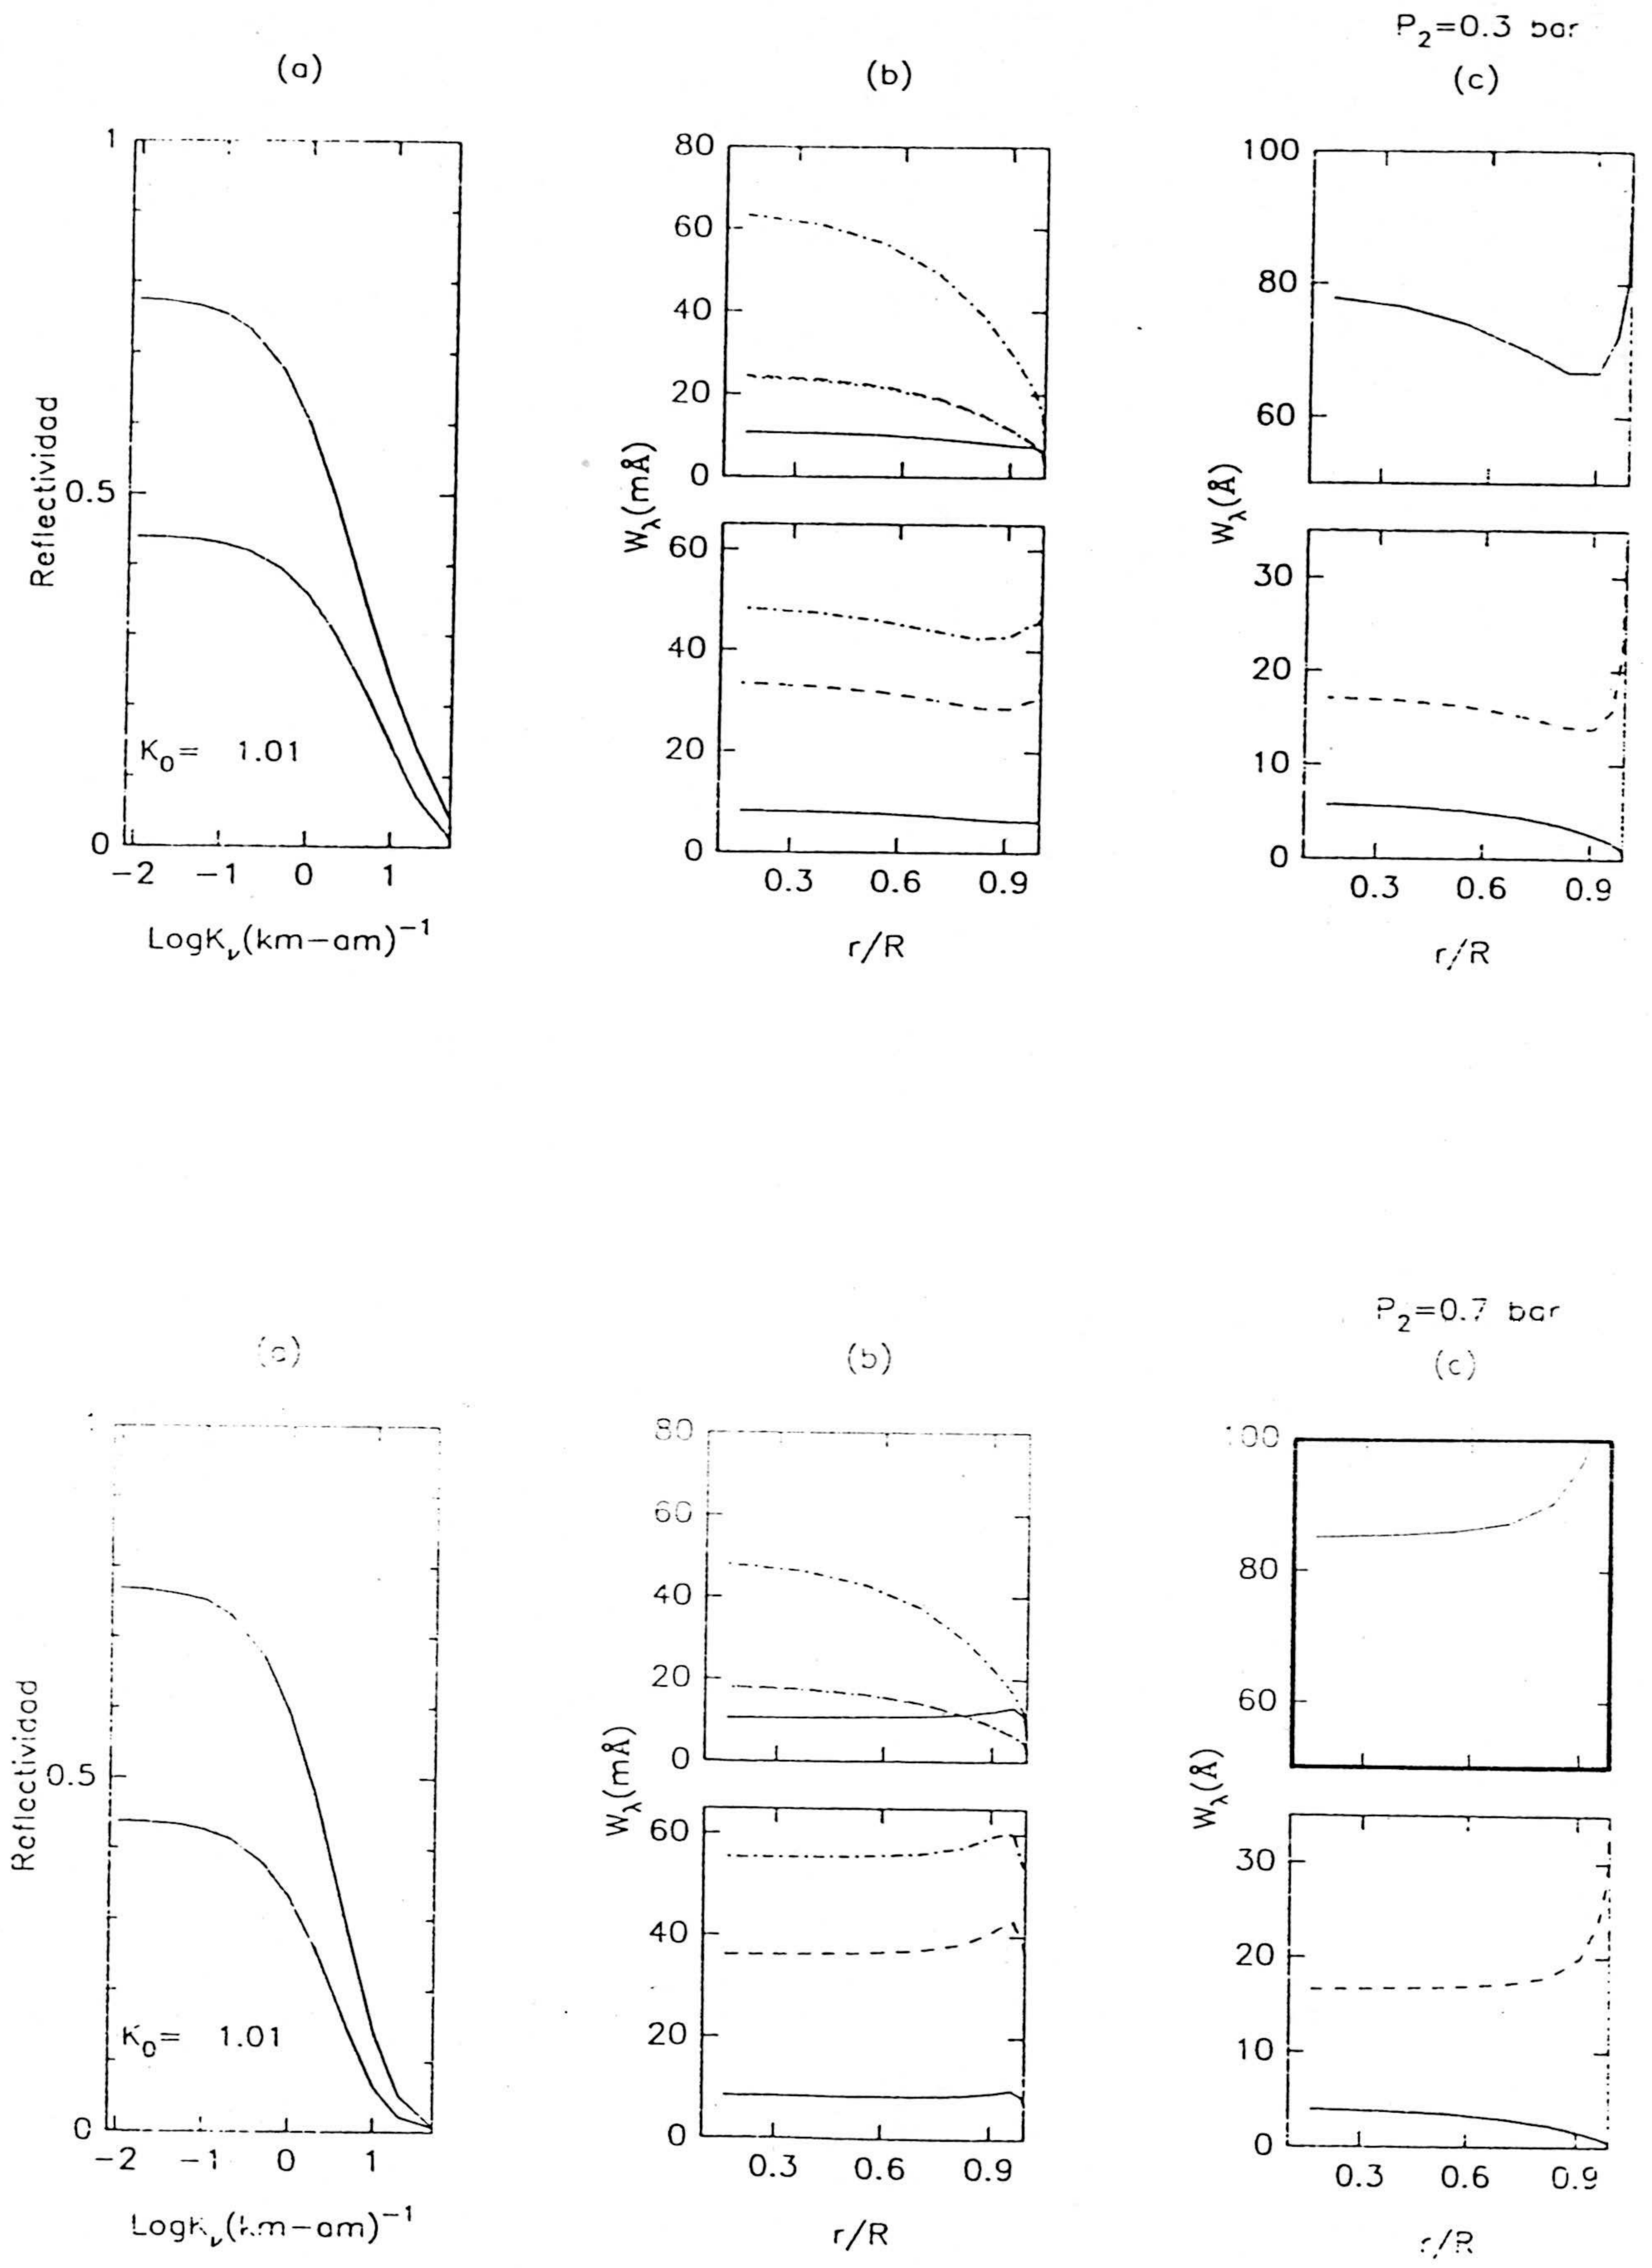 P2=0.3 bar
(a)
(b)
(c)
1
0.5
0
Reflectividad
K0= 1.01
-2 -1 0 1
LogKν(km-am)-1
80
60
40
20
0
Wλ(mÅ)
60
40
20
0
0.3 0.6 0.9
r/R
100
80
60
Wλ(Å)
30
20
10
0
0.3 0.6 0.9
r/R
P2=0.7 bar
(a)
(b)
(c)
0.5
0
Reflectividad
K0= 1.01
-2 -1 0 1
LogKν(km-am)-1
80
60
40
20
0
Wλ(mÅ)
60
40
20
0
0.3 0.6 0.9
r/R
100
80
60
Wλ(Å)
30
20
10
0
0.3 0.6 0.9
r/R